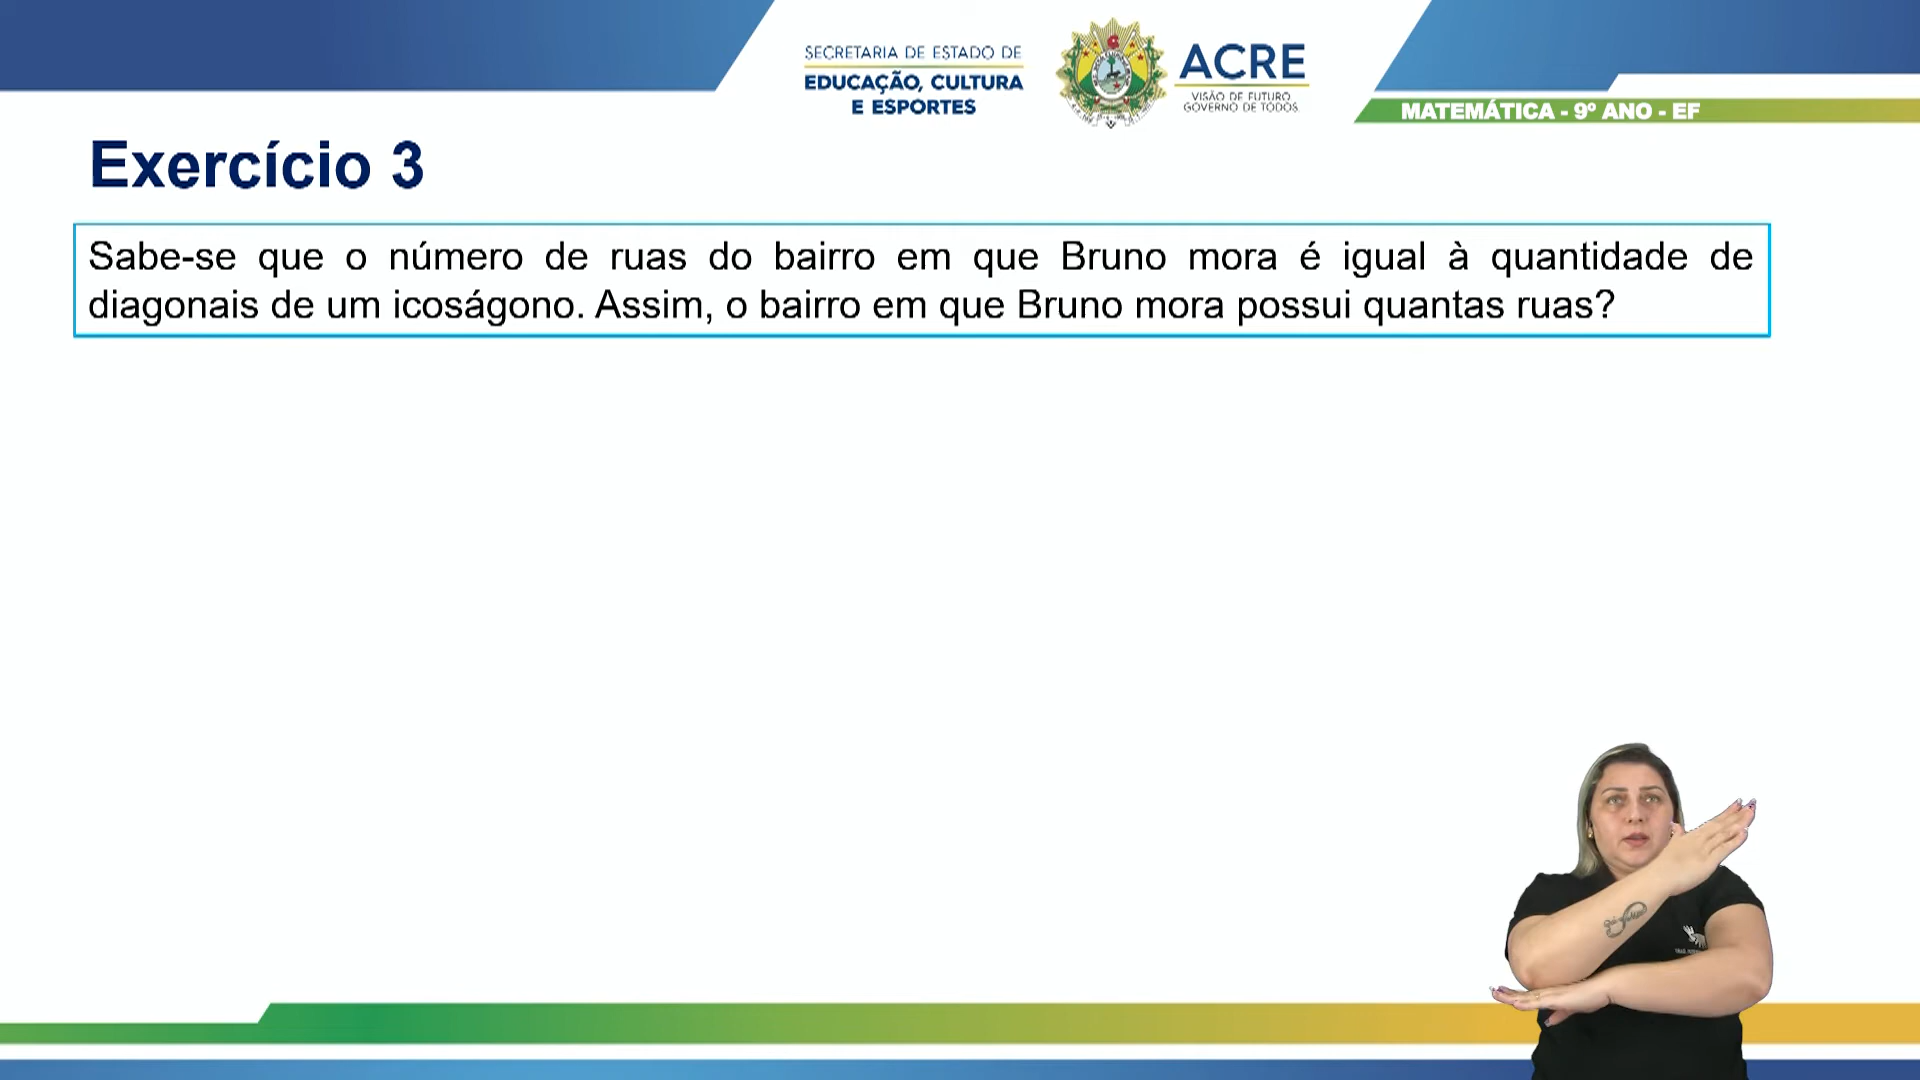 SECRETARIA DE ESTADO DE
EDUCAÇÃO, CULTURA
E ESPORTES
ACRE
VISÃO DE FUTURO
GOVERNO DE TODOS
MATEMÁTICA - 9º ANO - EF
Exercício 3
Sabe-se que o número de ruas do bairro em que Bruno mora é igual à quantidade de
diagonais de um icoságono. Assim, o bairro em que Bruno mora possui quantas ruas?